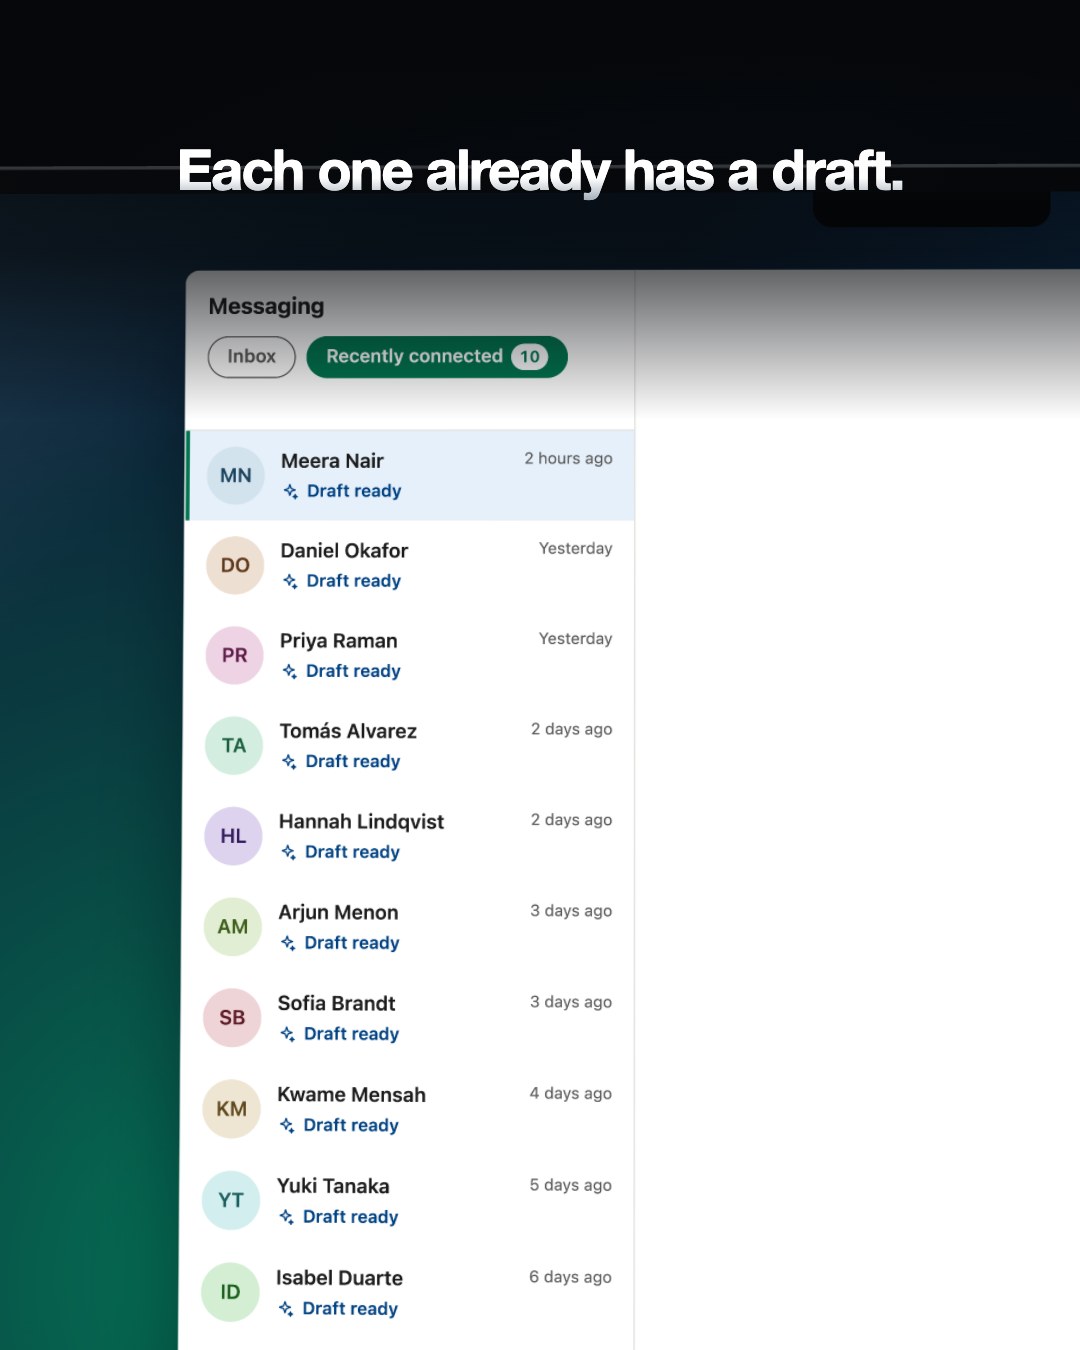 Each one already has a draft.
Messaging
Inbox
Recently connected 10
MN
Meera Nair
2 hours ago
Draft ready
DO
Daniel Okafor
Yesterday
Draft ready
PR
Priya Raman
Yesterday
Draft ready
TA
Tomás Alvarez
2 days ago
Draft ready
HL
Hannah Lindqvist
2 days ago
Draft ready
AM
Arjun Menon
3 days ago
Draft ready
SB
Sofia Brandt
3 days ago
Draft ready
KM
Kwame Mensah
4 days ago
Draft ready
YT
Yuki Tanaka
5 days ago
Draft ready
ID
Isabel Duarte
6 days ago
Draft ready